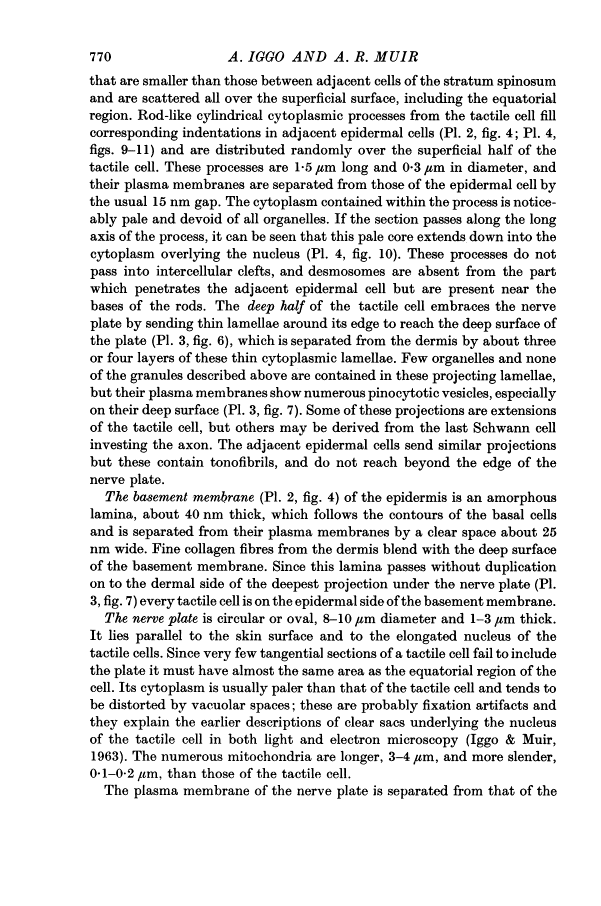 770 A. IGGO AND A. R. MUIR
that are smaller than those between adjacent cells of the stratum spinosum
and are scattered all over the superficial surface, including the equatorial
region. Rod-like cylindrical cytoplasmic processes from the tactile cell fill
corresponding indentations in adjacent epidermal cells (Pl. 2, fig. 4; Pl. 4,
figs. 9–11) and are distributed randomly over the superficial half of the
tactile cell. These processes are 1·5 μm long and 0·3 μm in diameter, and
their plasma membranes are separated from those of the epidermal cell by
the usual 15 nm gap. The cytoplasm contained within the process is notice-
ably pale and devoid of all organelles. If the section passes along the long
axis of the process, it can be seen that this pale core extends down into the
cytoplasm overlying the nucleus (Pl. 4, fig. 10). These processes do not
pass into intercellular clefts, and desmosomes are absent from the part
which penetrates the adjacent epidermal cell but are present near the
bases of the rods. The deep half of the tactile cell embraces the nerve
plate by sending thin lamellae around its edge to reach the deep surface of
the plate (Pl. 3, fig. 6), which is separated from the dermis by about three
or four layers of these thin cytoplasmic lamellae. Few organelles and none
of the granules described above are contained in these projecting lamellae,
but their plasma membranes show numerous pinocytotic vesicles, especially
on their deep surface (Pl. 3, fig. 7). Some of these projections are extensions
of the tactile cell, but others may be derived from the last Schwann cell
investing the axon. The adjacent epidermal cells send similar projections
but these contain tonofibrils, and do not reach beyond the edge of the
nerve plate.
The basement membrane (Pl. 2, fig. 4) of the epidermis is an amorphous
lamina, about 40 nm thick, which follows the contours of the basal cells
and is separated from their plasma membranes by a clear space about 25
nm wide. Fine collagen fibres from the dermis blend with the deep surface
of the basement membrane. Since this lamina passes without duplication
on to the dermal side of the deepest projection under the nerve plate (Pl.
3, fig. 7) every tactile cell is on the epidermal side of the basement membrane.
The nerve plate is circular or oval, 8–10 μm diameter and 1–3 μm thick.
It lies parallel to the skin surface and to the elongated nucleus of the
tactile cells. Since very few tangential sections of a tactile cell fail to include
the plate it must have almost the same area as the equatorial region of the
cell. Its cytoplasm is usually paler than that of the tactile cell and tends to
be distorted by vacuolar spaces; these are probably fixation artifacts and
they explain the earlier descriptions of clear sacs underlying the nucleus
of the tactile cell in both light and electron microscopy (Iggo & Muir,
1963). The numerous mitochondria are longer, 3–4 μm, and more slender,
0·1–0·2 μm, than those of the tactile cell.
The plasma membrane of the nerve plate is separated from that of the